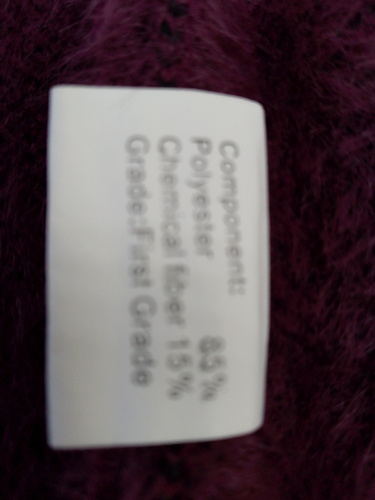 Component:
Polyester 85%
Chemical fiber 15%
Grade:First Grade